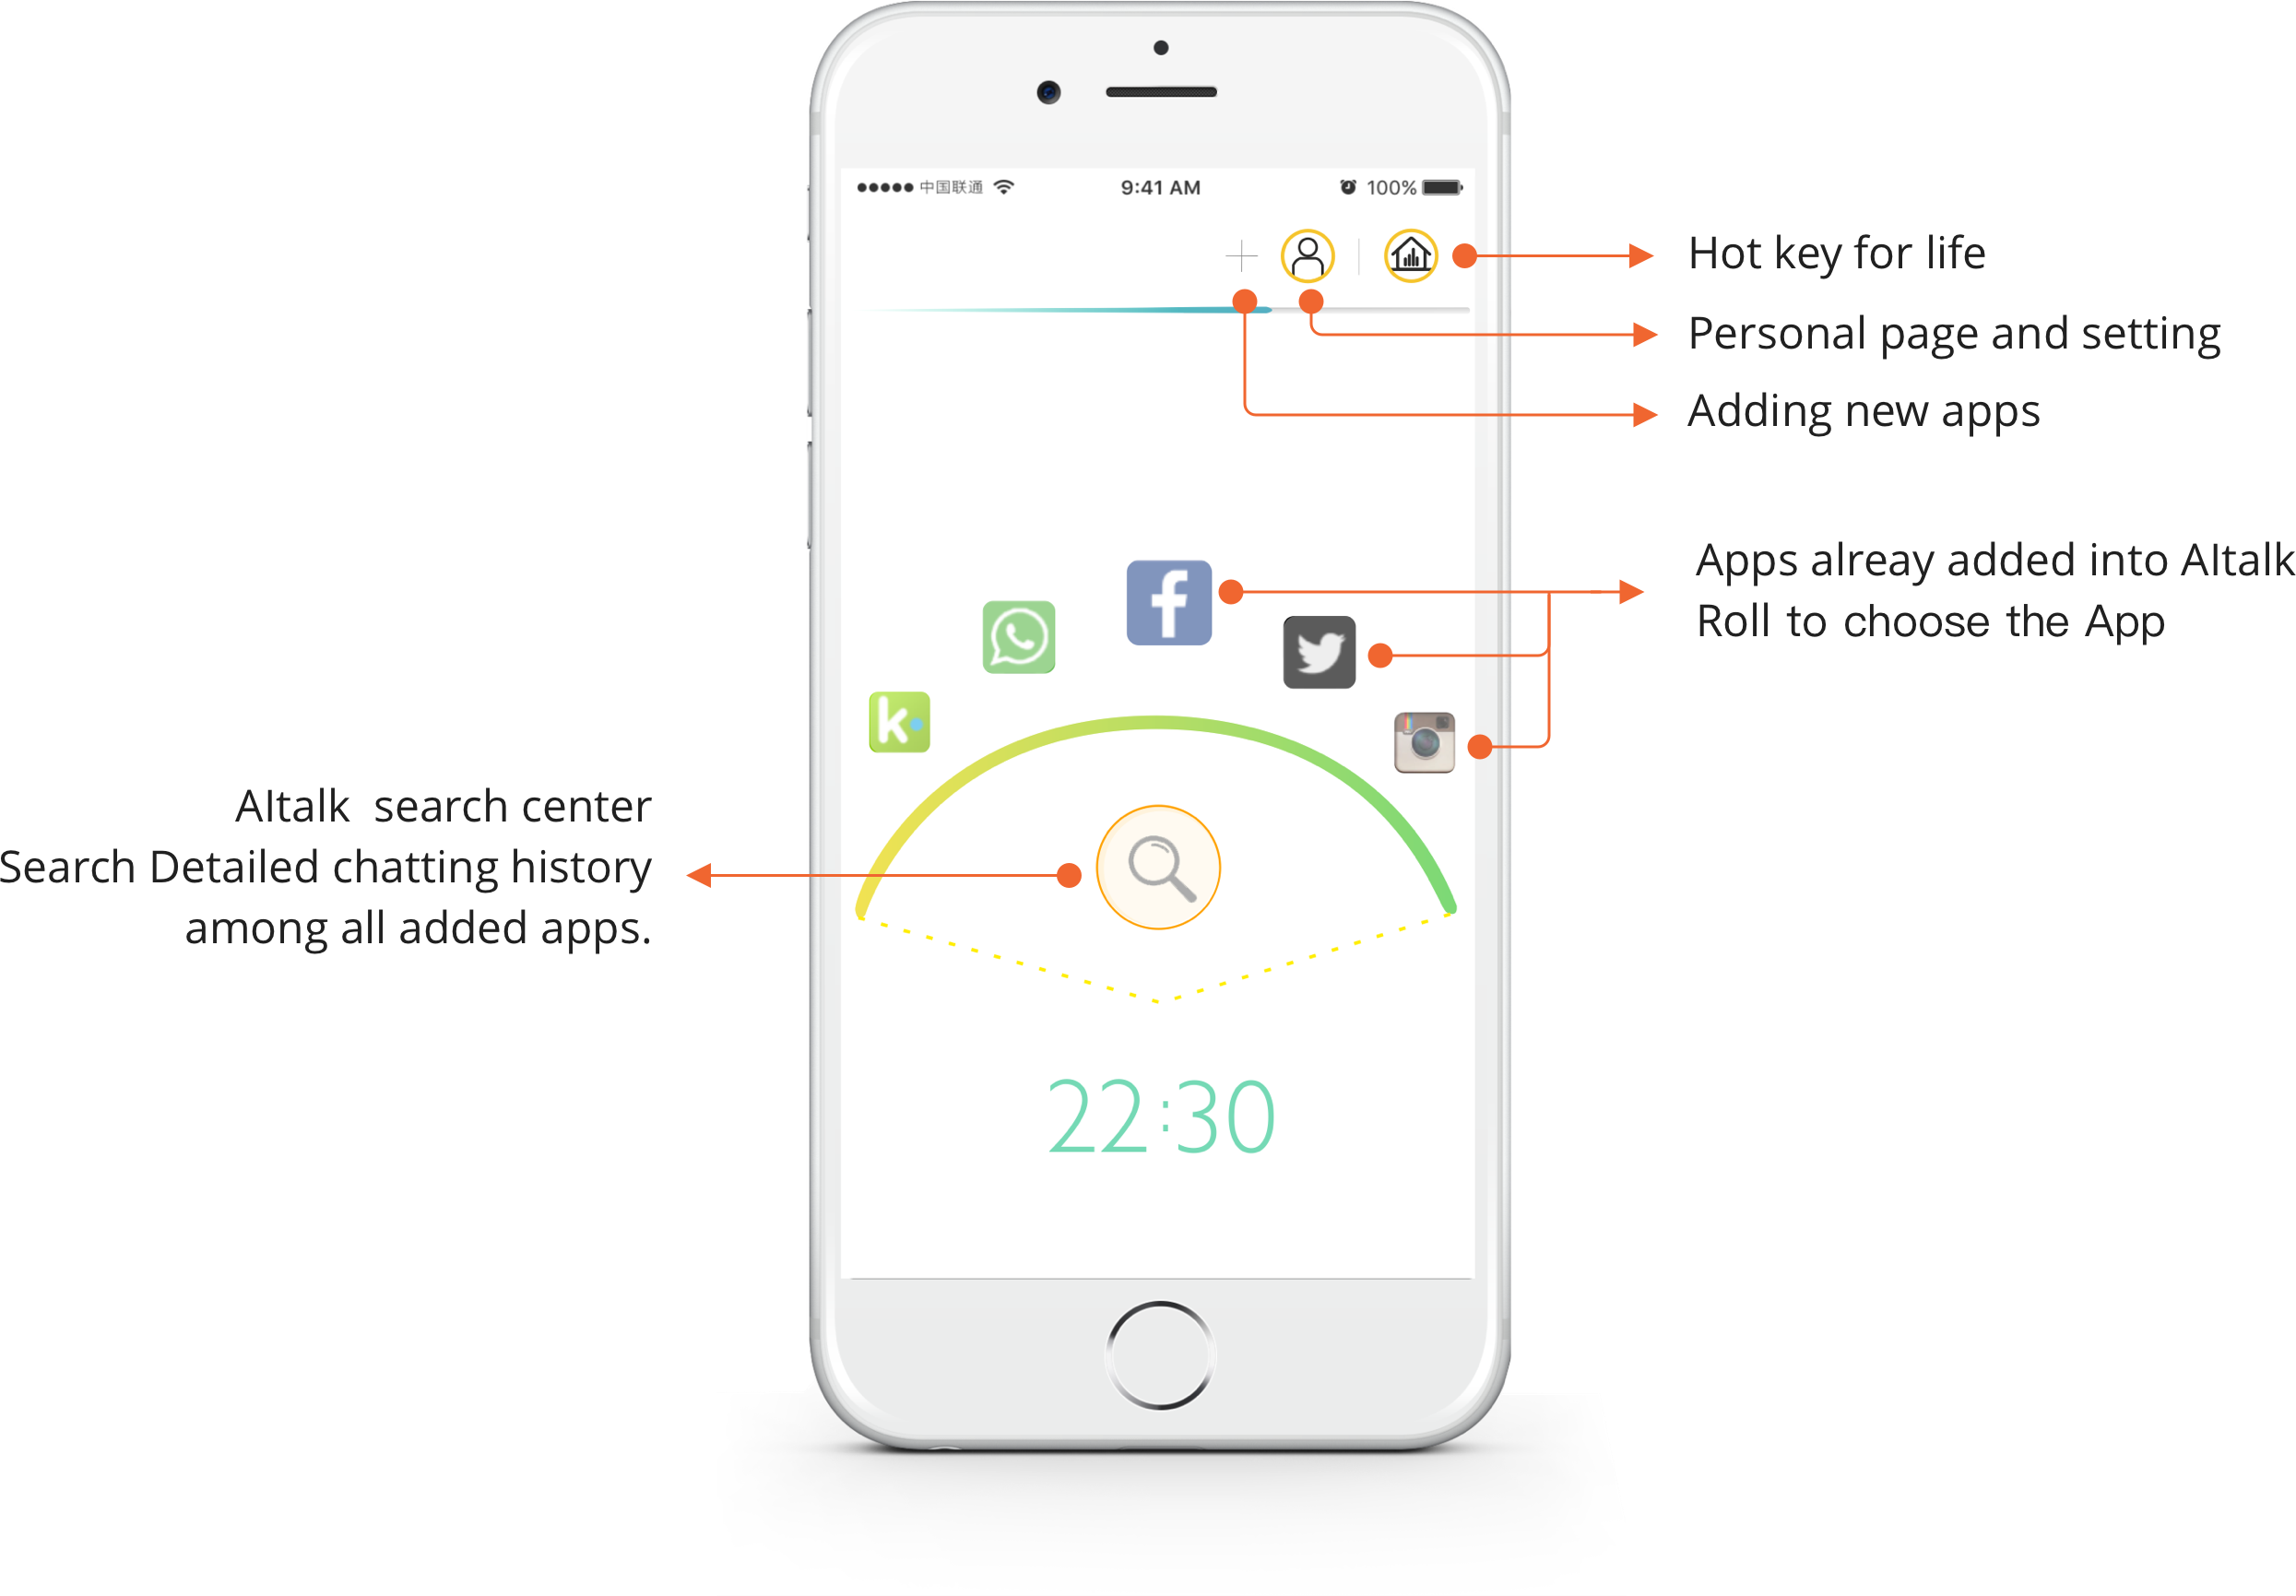 中国联通
9:41 AM
100%
Hot key for life
Personal page and setting
Adding new apps
Apps alreay added into AItalk
Roll to choose the App
f
k
AItalk search center
Search Detailed chatting history
among all added apps.
22:30